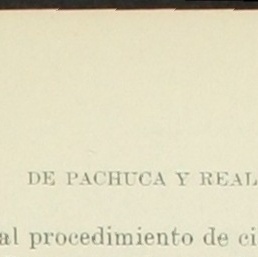 DE PACHUCA Y REAL
al procedimiento de ci